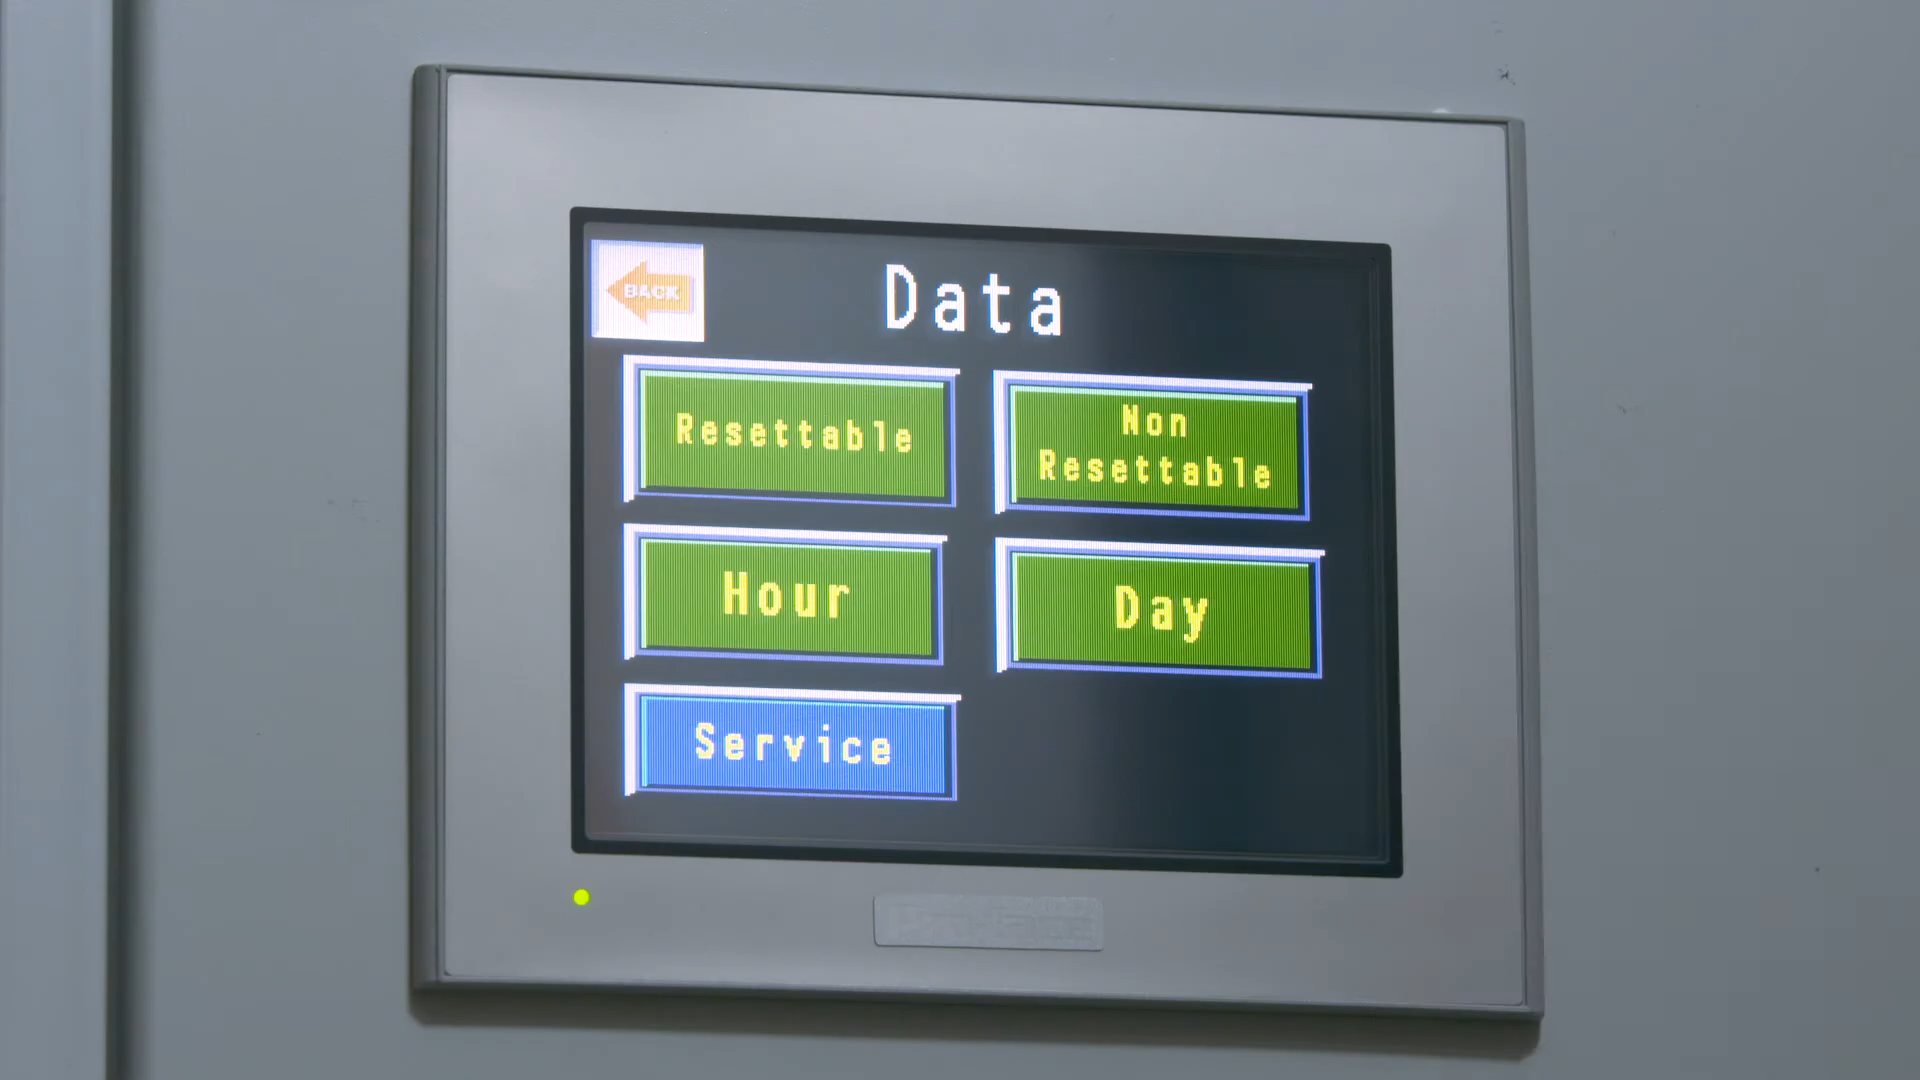 BACK
Data
Resettable
Non
Resettable
Hour
Day
Service